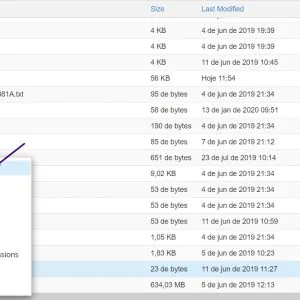 Size Last Modified
4 KB 4 de jun de 2019 19:39
4 KB 4 de jun de 2019 19:39
4 KB 11 de jun de 2019 10:45
56 KB Hoje 11:54
081A.txt 95 de bytes 4 de jun de 2019 21:34
58 de bytes 13 de jan de 2020 09:51
190 de bytes 4 de jun de 2019 21:34
85 de bytes 7 de jun de 2019 21:12
651 de bytes 23 de jul de 2019 10:14
9,02 KB 4 de jun de 2019 21:34
53 de bytes 4 de jun de 2019 21:34
53 de bytes 4 de jun de 2019 21:34
53 de bytes 11 de jun de 2019 10:59
1,05 KB 4 de jun de 2019 21:34
ssions 1,83 KB 5 de jun de 2019 10:23
23 de bytes 11 de jun de 2019 11:27
634,03 MB 5 de jun de 2019 12:13